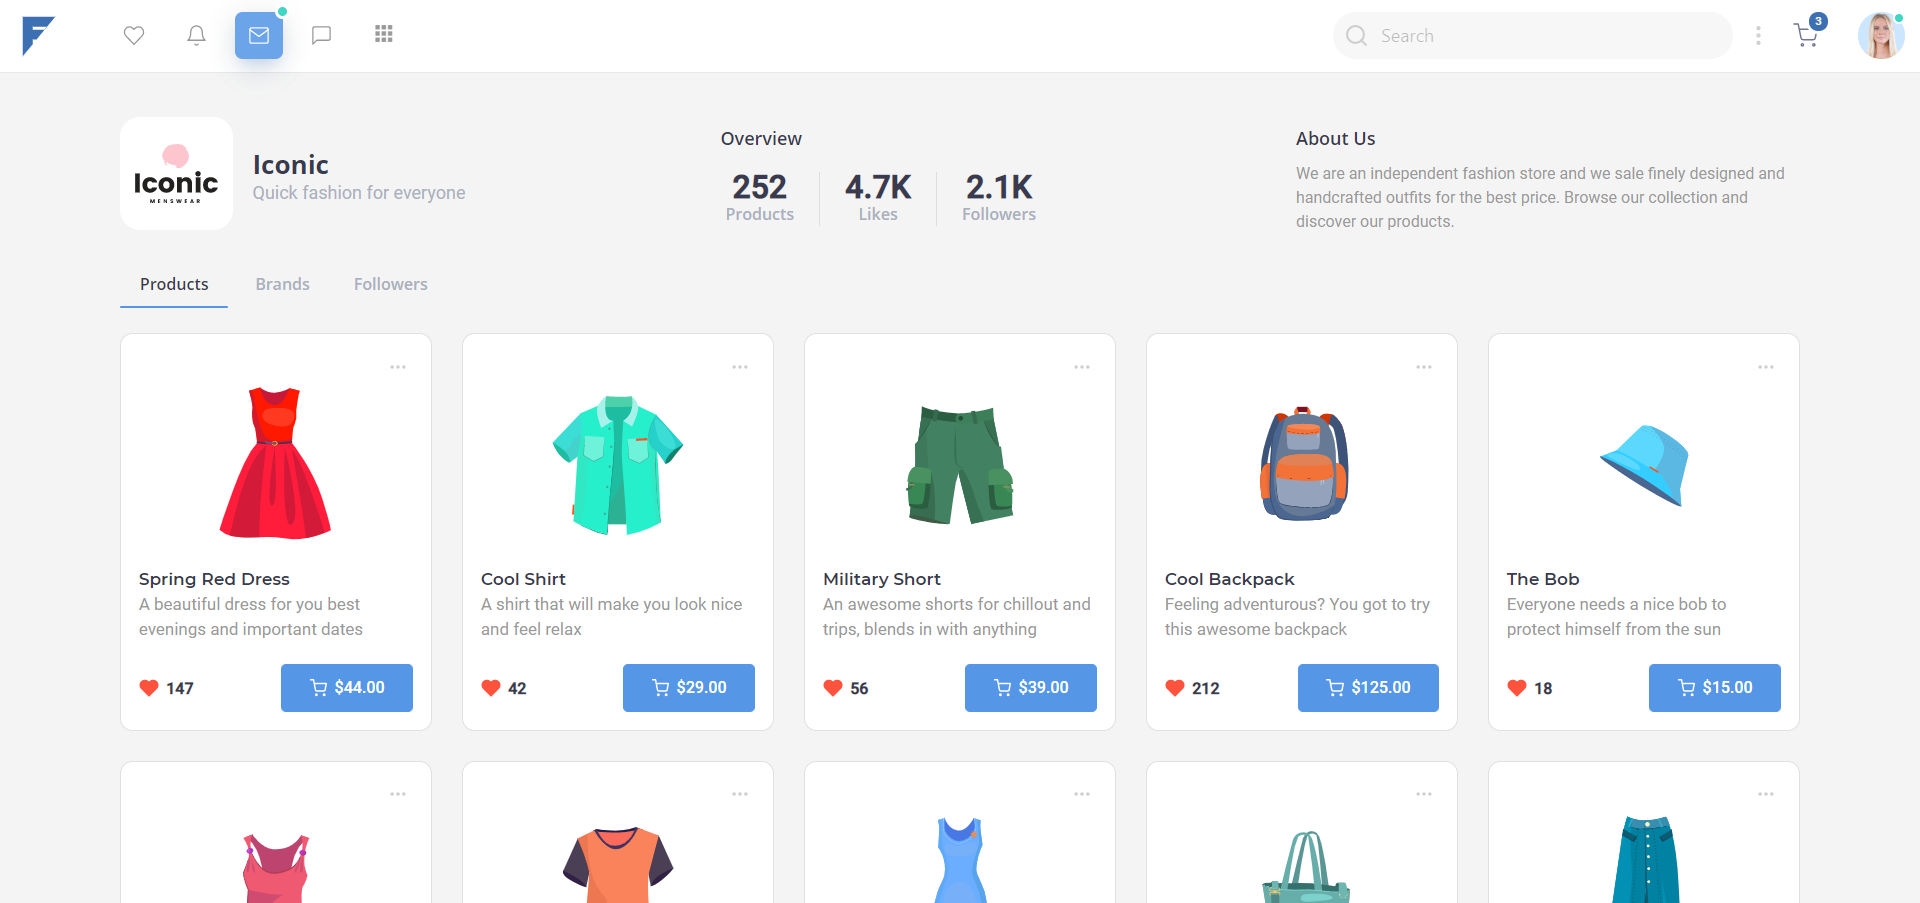 Search
3
Iconic
MENSWEAR
Iconic
Quick fashion for everyone
Overview
252
Products
4.7K
Likes
2.1K
Followers
About Us
We are an independent fashion store and we sale finely designed and
handcrafted outfits for the best price. Browse our collection and
discover our products.
Products
Brands
Followers
Spring Red Dress
A beautiful dress for you best
evenings and important dates
147
$44.00
Cool Shirt
A shirt that will make you look nice
and feel relax
42
$29.00
Military Short
An awesome shorts for chillout and
trips, blends in with anything
56
$39.00
Cool Backpack
Feeling adventurous? You got to try
this awesome backpack
212
$125.00
The Bob
Everyone needs a nice bob to
protect himself from the sun
18
$15.00